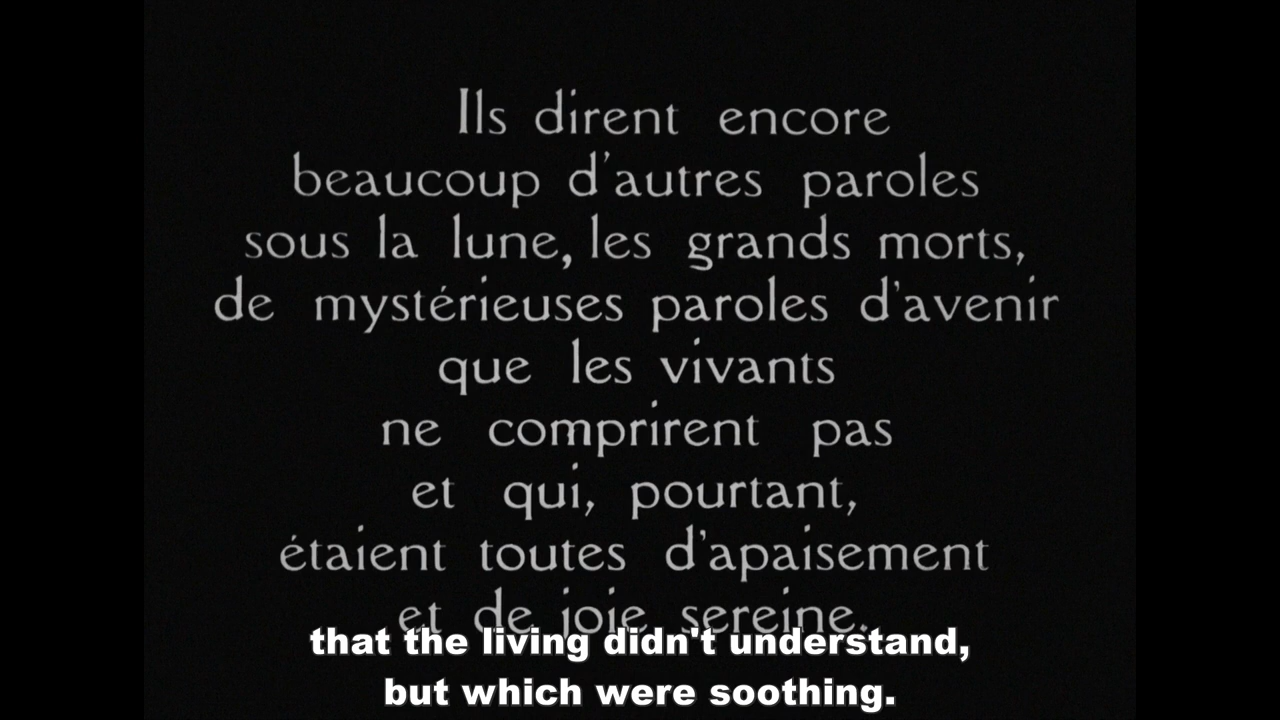 Ils dirent encore
beaucoup d'autres paroles
sous la lune, les grands morts,
de mystérieuses paroles d'avenir
que les vivants
ne comprirent pas
et qui, pourtant,
étaient toutes d'apaisement
et de joie sereine.
that the living didn't understand,
but which were soothing.